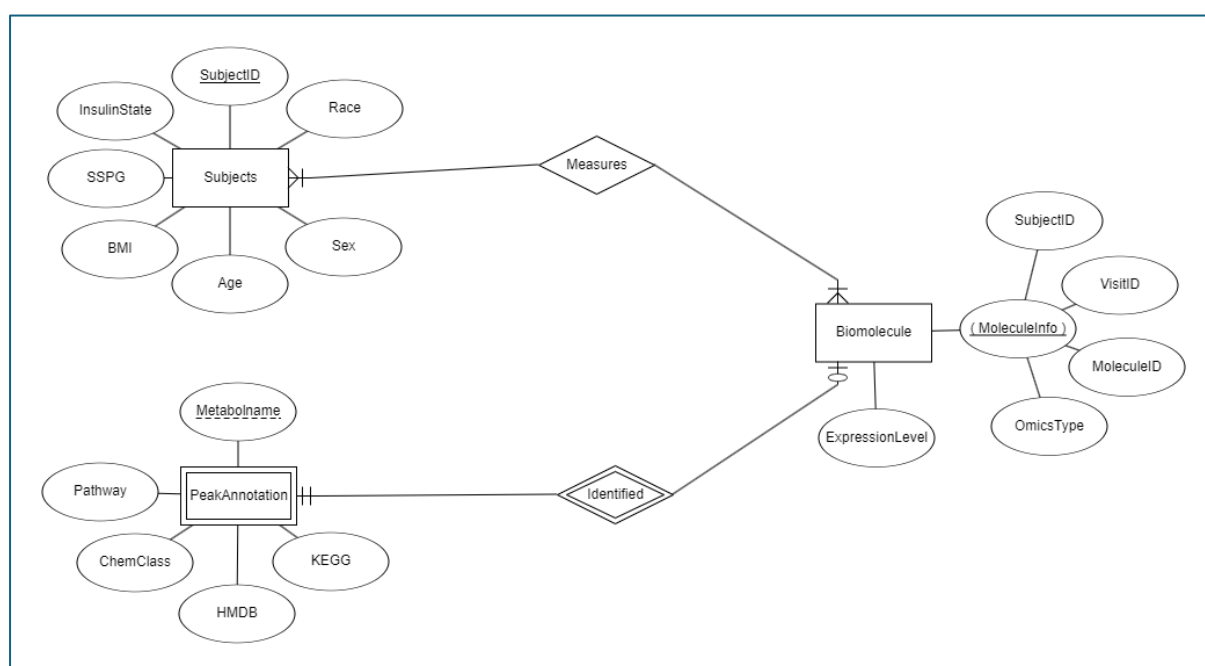 SubjectID
InsulinState
Race
SSPG
Subjects
BMI
Sex
Age
Measures
SubjectID
VisitID
Biomolecule
( MoleculeInfo )
MoleculeID
OmicsType
ExpressionLevel
Metabolname
Pathway
PeakAnnotation
Identified
ChemClass
KEGG
HMDB